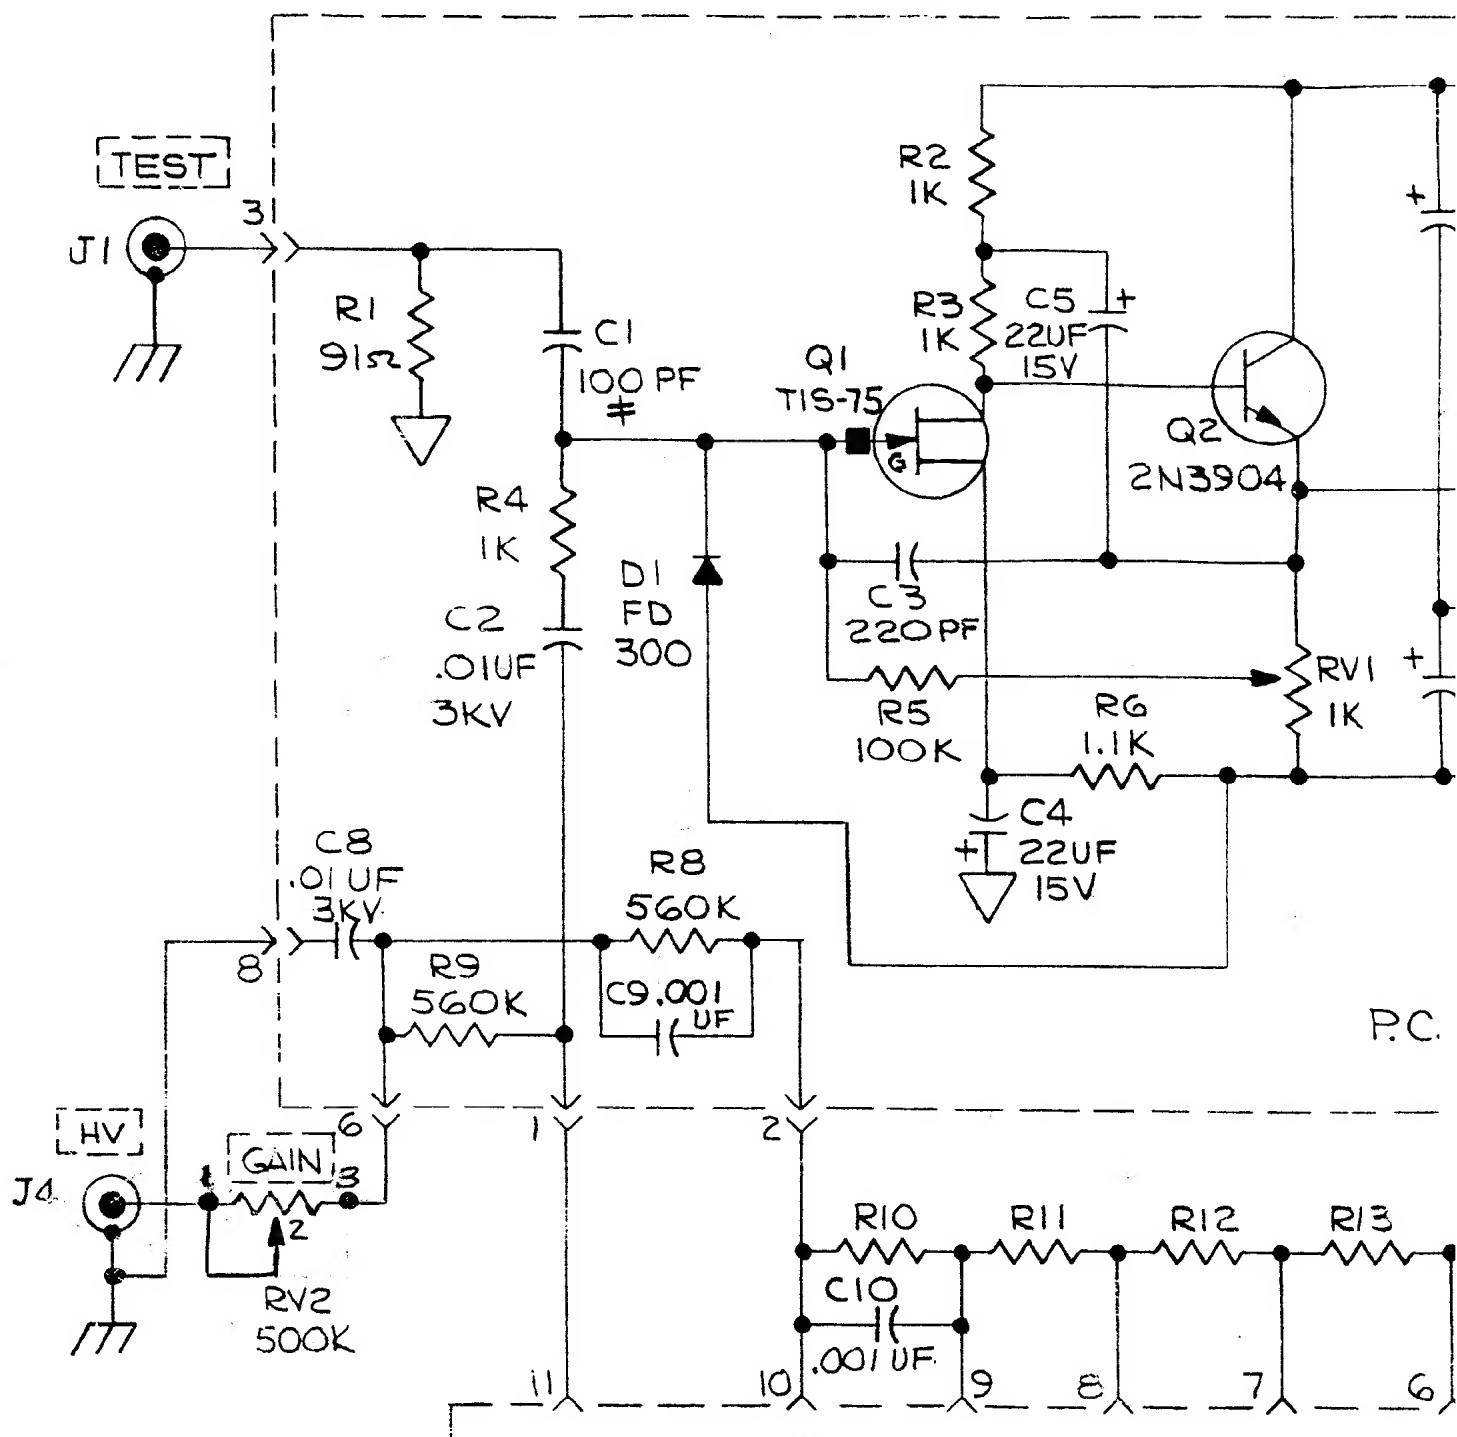 TEST
J1
3
R1
91Ω
C1
100 PF
‡
R2
1K
R3
1K
C5
22UF
15V
+
+
Q1
TIS-75
G
Q2
2N3904
R4
1K
C2
.01UF
3KV
D1
FD
300
C3
220PF
R5
100K
RV1
1K
+
R6
1.1K
C4
22UF
15V
+
C8
.01UF
3KV
8
R8
560K
R9
560K
C9 .001
UF
P.C.
HV
J4
6
1
2
GAIN
1
3
2
RV2
500K
R10
R11
R12
R13
C10
.001UF
11
10
9
8
7
6